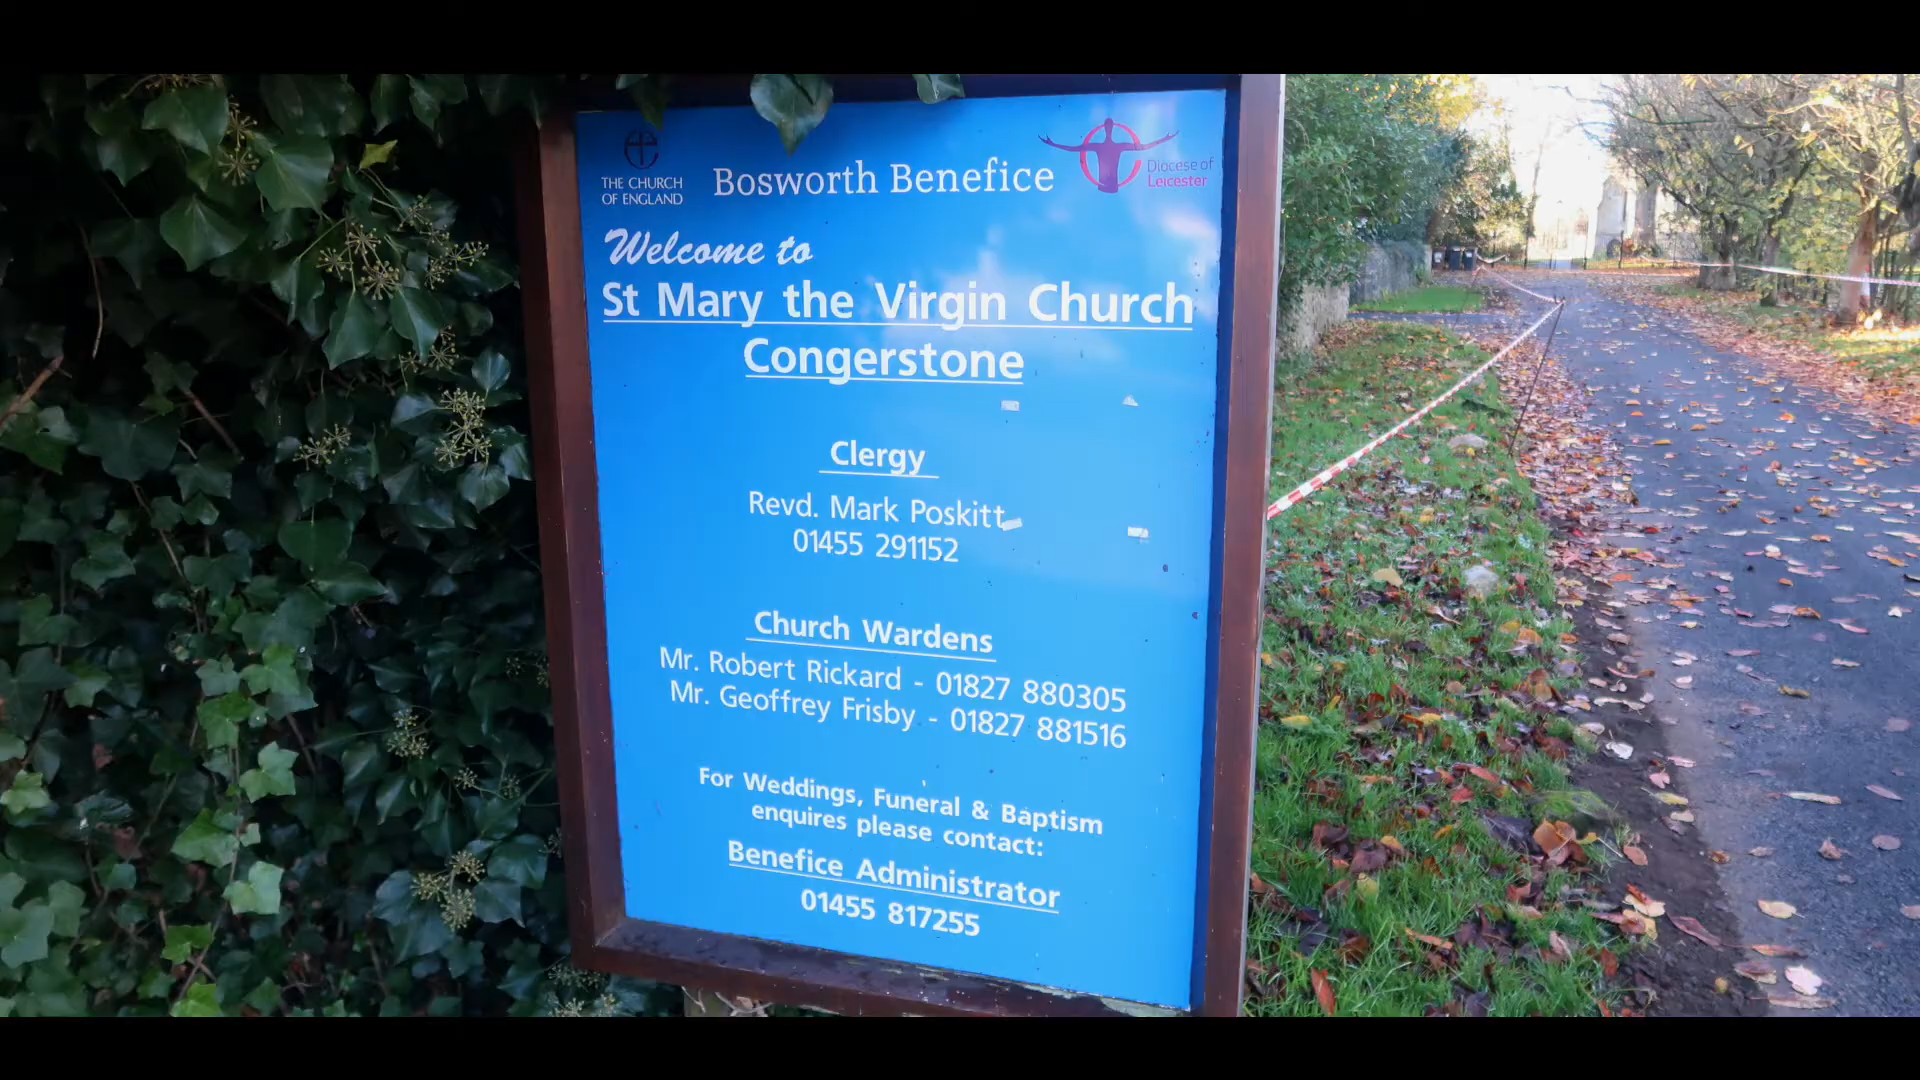 THE CHURCH
OF ENGLAND
Bosworth Benefice
Diocese of
Leicester
Welcome to
St Mary the Virgin Church
Congerstone
Clergy
Revd. Mark Poskitt
01455 291152
Church Wardens
Mr. Robert Rickard - 01827 880305
Mr. Geoffrey Frisby - 01827 881516
For Weddings, Funeral & Baptism
enquires please contact:
Benefice Administrator
01455 817255